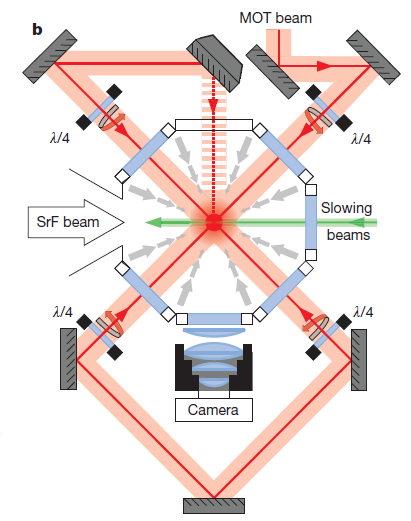 b
MOT beam
λ/4
λ/4
SrF beam
Slowing
beams
λ/4
λ/4
Camera